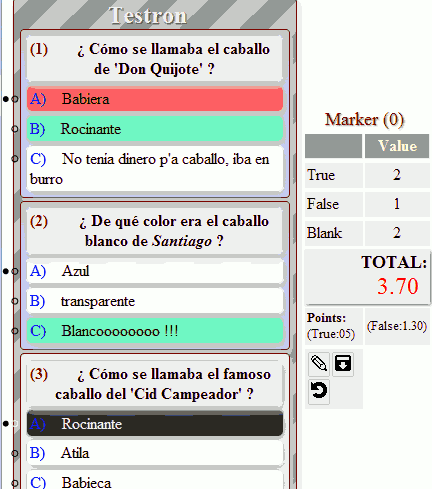 Testron
(1) ¿ Cómo se llamaba el caballo
de 'Don Quijote' ?
A) Babiera
B) Rocinante
C) No tenia dinero p'a caballo, iba en
burro
(2) ¿ De qué color era el caballo
blanco de Santiago ?
A) Azul
B) transparente
C) Blancoooooooo !!!
(3) ¿ Cómo se llamaba el famoso
caballo del 'Cid Campeador' ?
A) Rocinante
B) Atila
C) Babieca
Marker (0)
Value
True 2
False 1
Blank 2
TOTAL:
3.70
Points:
(True:05) (False:1.30)